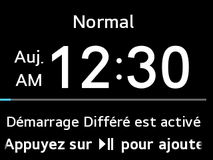 Normal
Auj.
AM 12:30
Démarrage Différé est activé
Appuyez sur ▶II pour ajoute